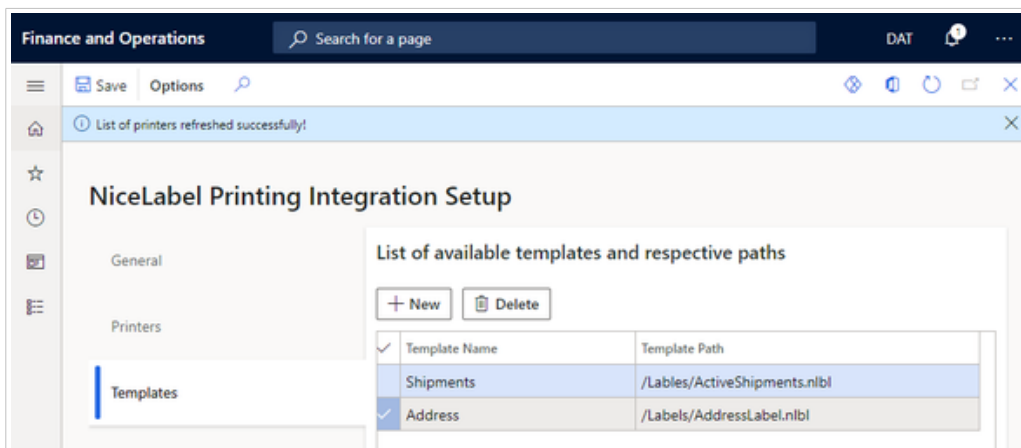 Finance and Operations
Search for a page
DAT
1
Save Options
List of printers refreshed successfully!
NiceLabel Printing Integration Setup
General
Printers
Templates
List of available templates and respective paths
New Delete
Template Name Template Path
Shipments /Lables/ActiveShipments.nlbl
Address /Labels/AddressLabel.nlbl